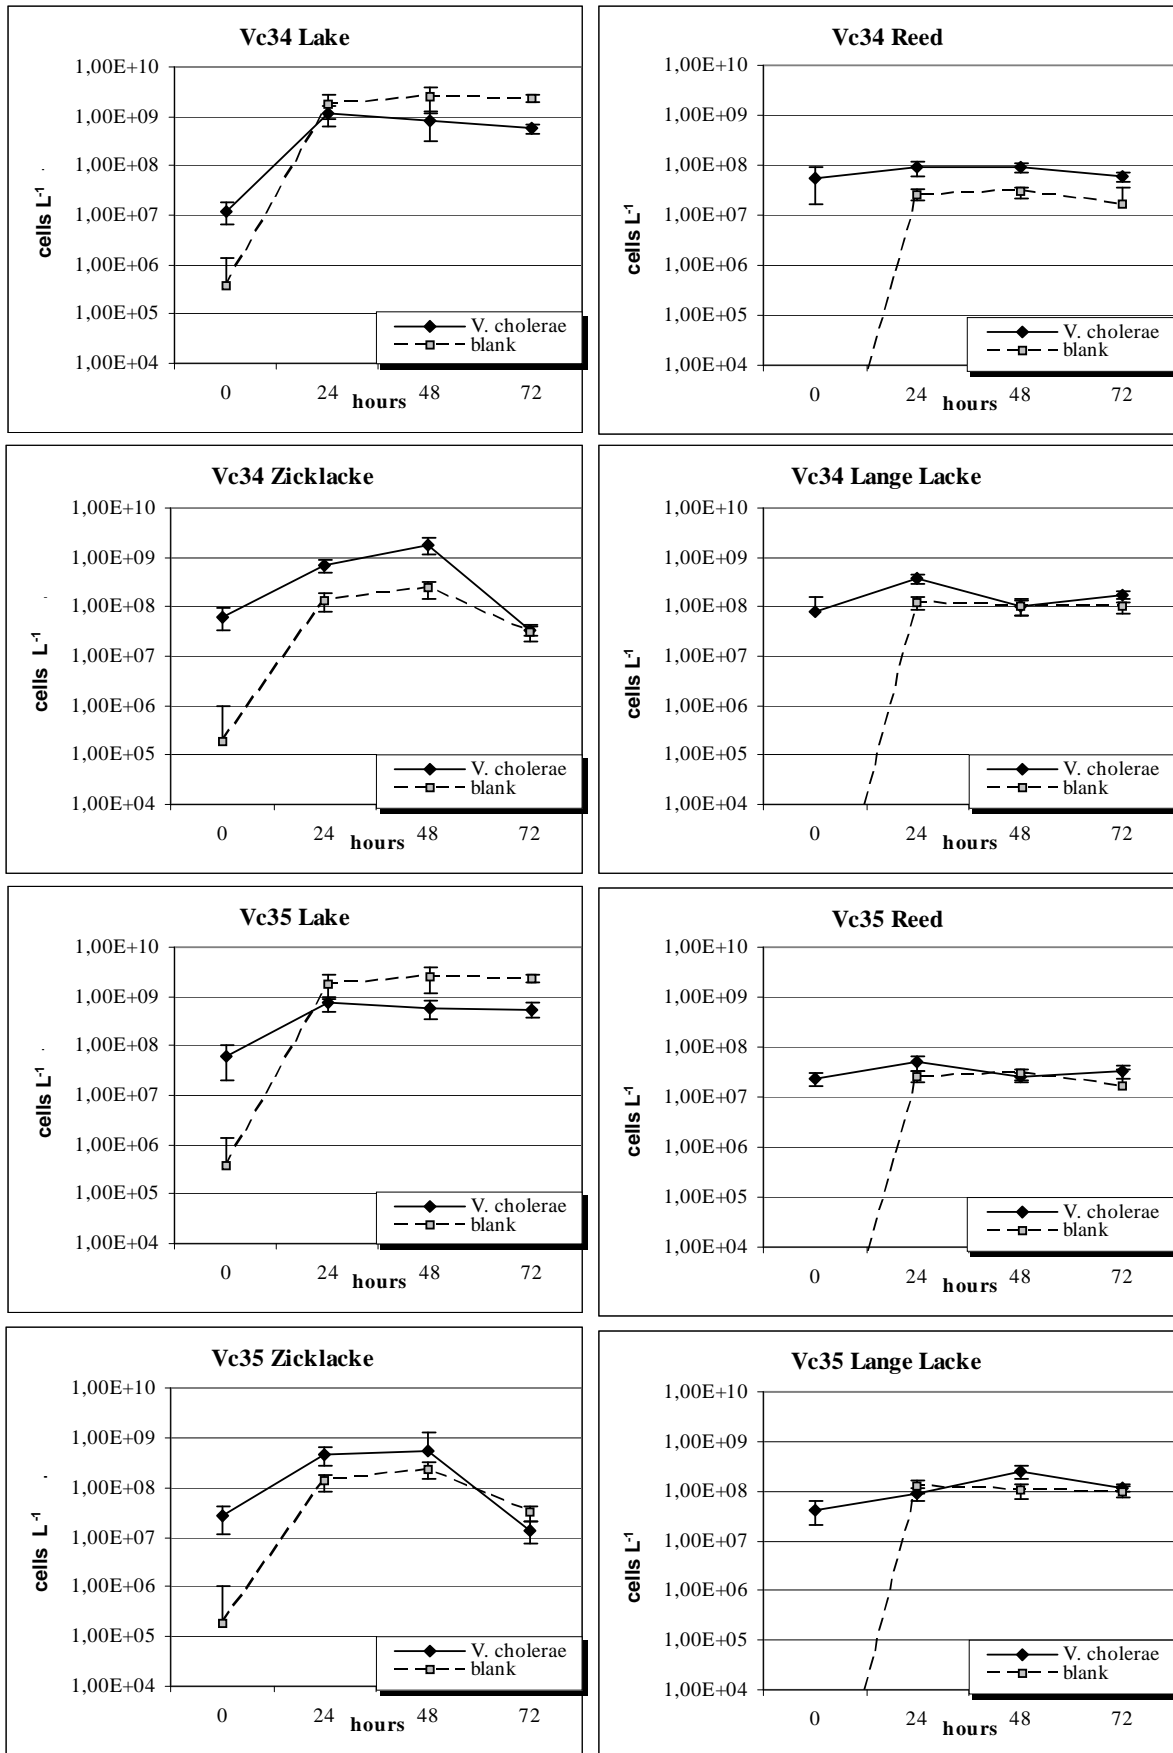 Vc34 Lake
1,00E+10
1,00E+09
1,00E+08
1,00E+07
1,00E+06
1,00E+05
1,00E+04
cells L-1
0 24 48 72
hours
V. cholerae
blank
Vc34 Reed
1,00E+10
1,00E+09
1,00E+08
1,00E+07
1,00E+06
1,00E+05
1,00E+04
cells L-1
0 24 48 72
hours
V. cholerae
blank
Vc34 Zicklacke
1,00E+10
1,00E+09
1,00E+08
1,00E+07
1,00E+06
1,00E+05
1,00E+04
cells L-1
0 24 48 72
hours
V. cholerae
blank
Vc34 Lange Lacke
1,00E+10
1,00E+09
1,00E+08
1,00E+07
1,00E+06
1,00E+05
1,00E+04
cells L-1
0 24 48 72
hours
V. cholerae
blank
Vc35 Lake
1,00E+10
1,00E+09
1,00E+08
1,00E+07
1,00E+06
1,00E+05
1,00E+04
cells L-1
0 24 48 72
hours
V. cholerae
blank
Vc35 Reed
1,00E+10
1,00E+09
1,00E+08
1,00E+07
1,00E+06
1,00E+05
1,00E+04
cells L-1
0 24 48 72
hours
V. cholerae
blank
Vc35 Zicklacke
1,00E+10
1,00E+09
1,00E+08
1,00E+07
1,00E+06
1,00E+05
1,00E+04
cells L-1
0 24 48 72
hours
V. cholerae
blank
Vc35 Lange Lacke
1,00E+10
1,00E+09
1,00E+08
1,00E+07
1,00E+06
1,00E+05
1,00E+04
cells L-1
0 24 48 72
hours
V. cholerae
blank